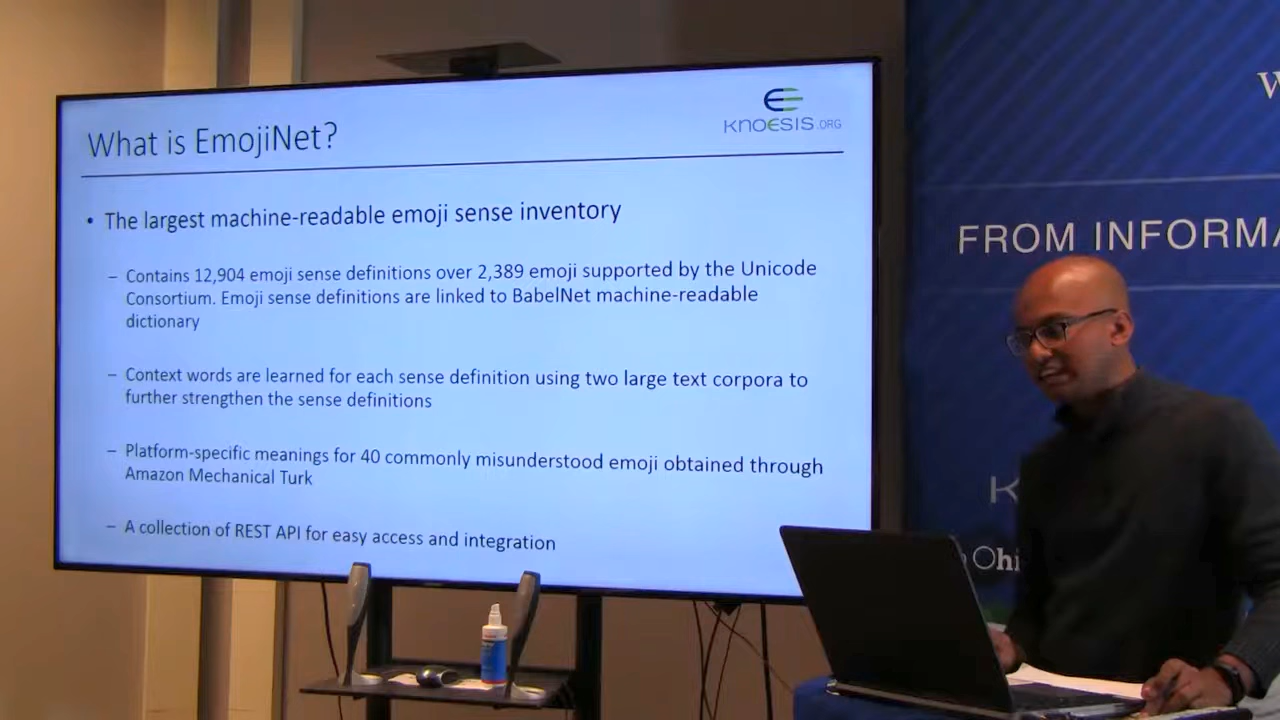 What is EmojiNet?
KNOESIS.ORG
• The largest machine-readable emoji sense inventory
– Contains 12,904 emoji sense definitions over 2,389 emoji supported by the Unicode
Consortium. Emoji sense definitions are linked to BabelNet machine-readable
dictionary
– Context words are learned for each sense definition using two large text corpora to
further strengthen the sense definitions
– Platform-specific meanings for 40 commonly misunderstood emoji obtained through
Amazon Mechanical Turk
– A collection of REST API for easy access and integration
W
FROM INFORMA
K
Ohi